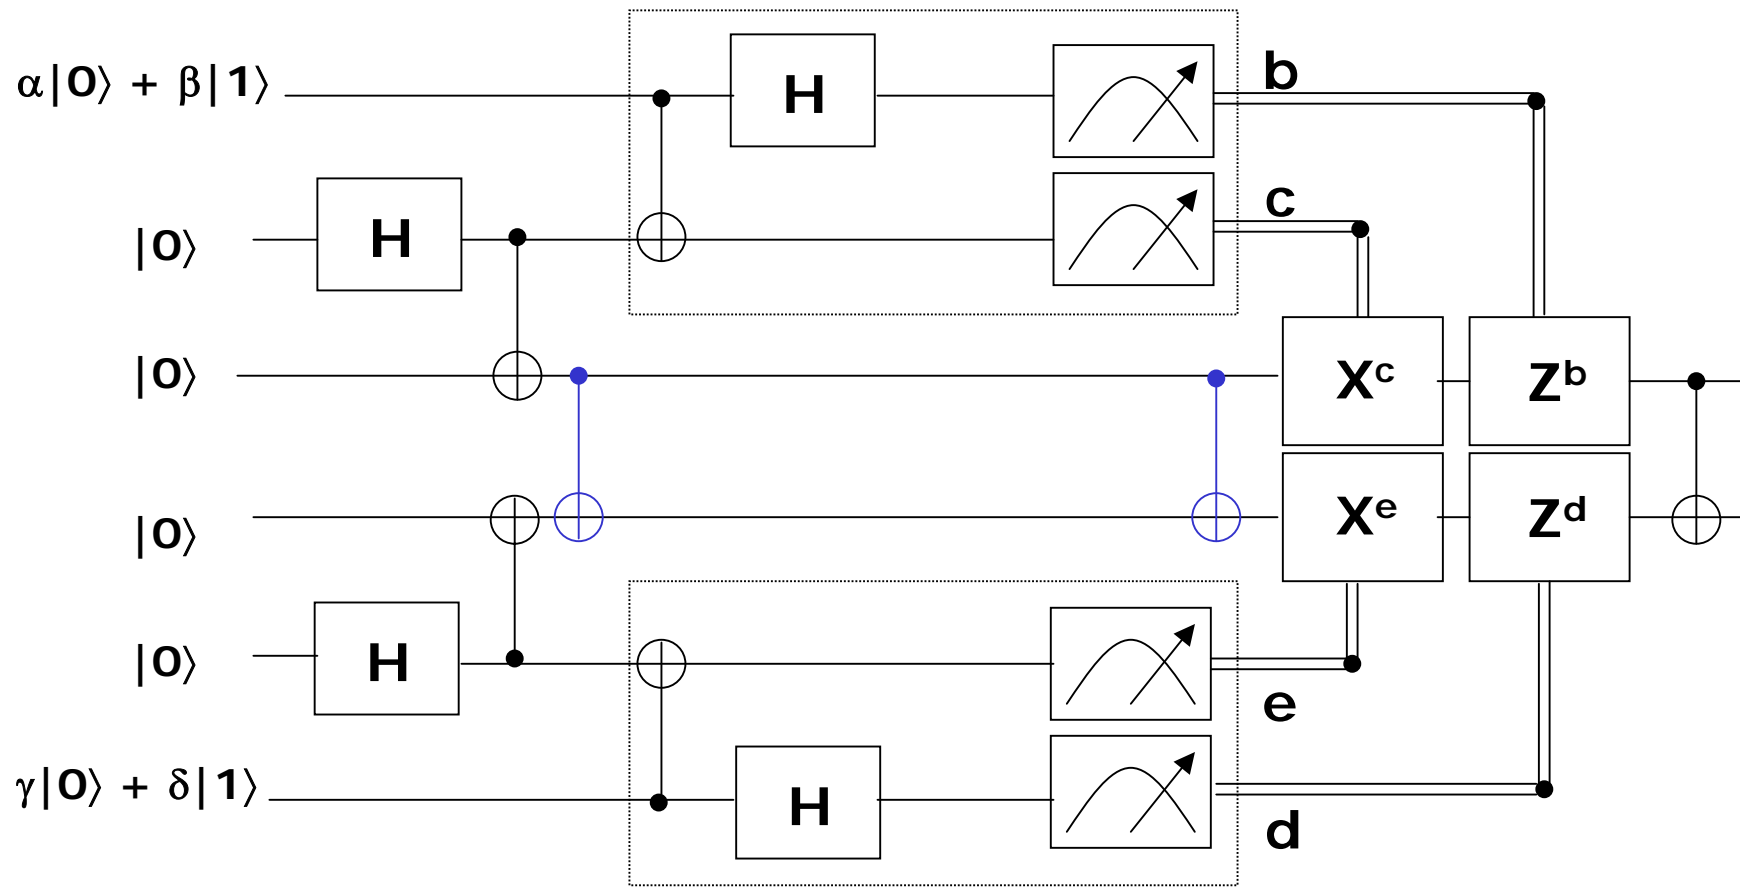 α|0⟩ + β|1⟩ H b
|0⟩ H c
|0⟩ Xᶜ Zᵇ
|0⟩ Xᵉ Zᵈ
|0⟩ H e
γ|0⟩ + δ|1⟩ H d